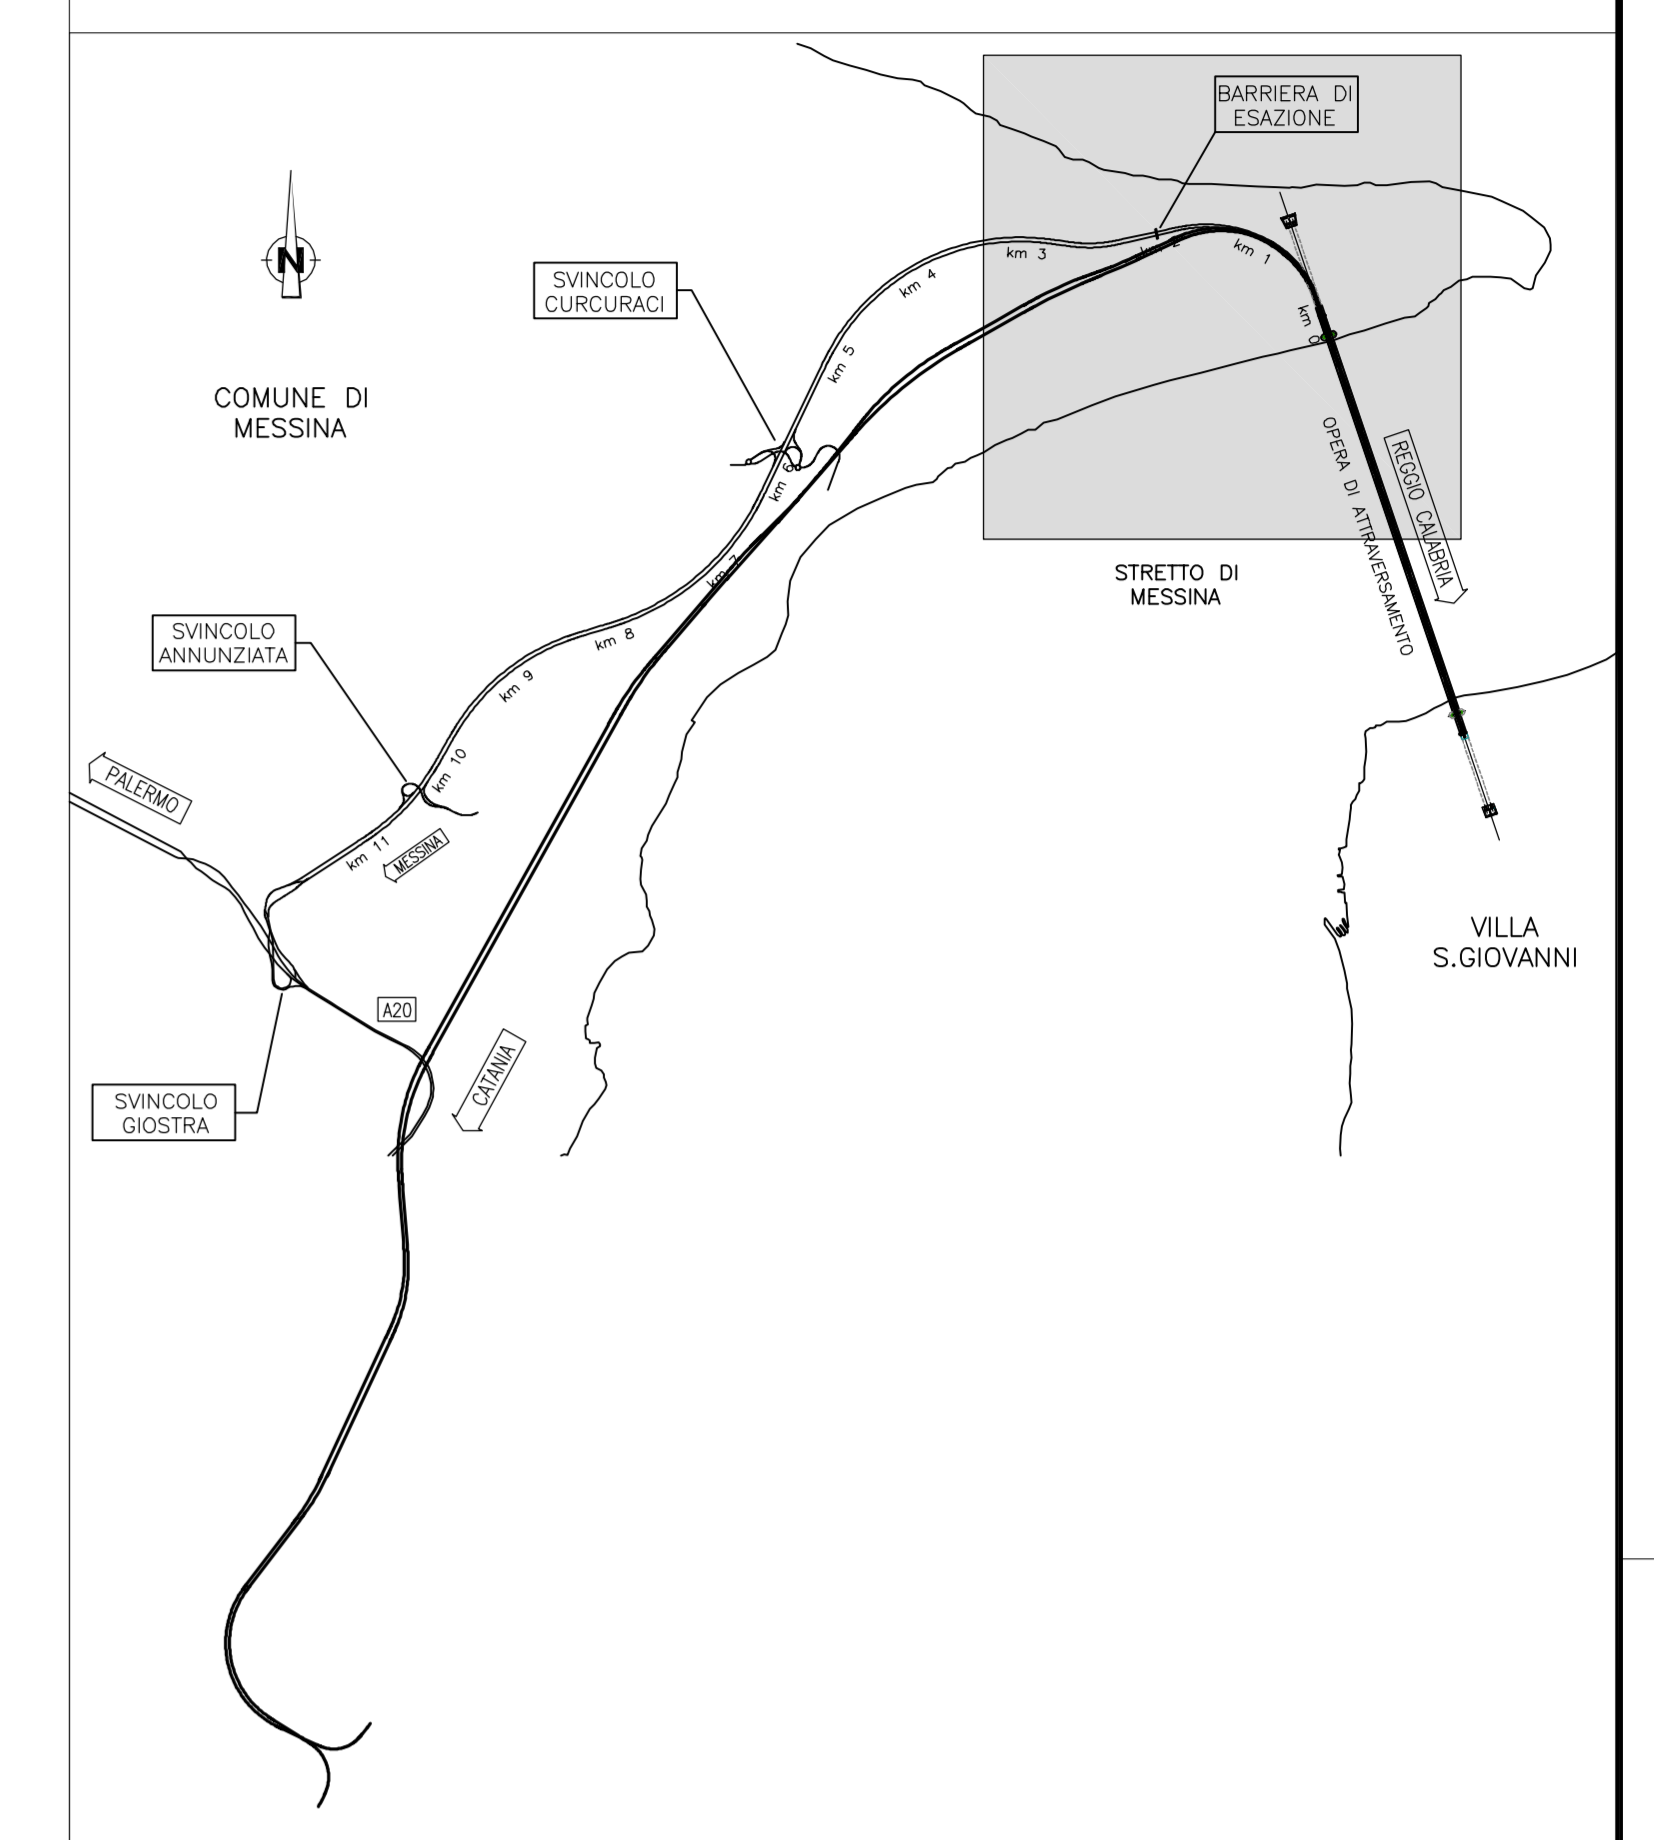 BARRIERA DI
ESAZIONE
N
km 2
km 1
km 3
km 4
SVINCOLO
CURCURACI
km 0
km 5
COMUNE DI
MESSINA
OPERA DI ATTRAVERSAMENTO
REGGIO CALABRIA
km 6
km 7
STRETTO DI
MESSINA
SVINCOLO
ANNUNZIATA
km 8
km 9
km 10
PALERMO
km 11
MESSINA
VILLA
S.GIOVANNI
A20
CATANIA
SVINCOLO
GIOSTRA